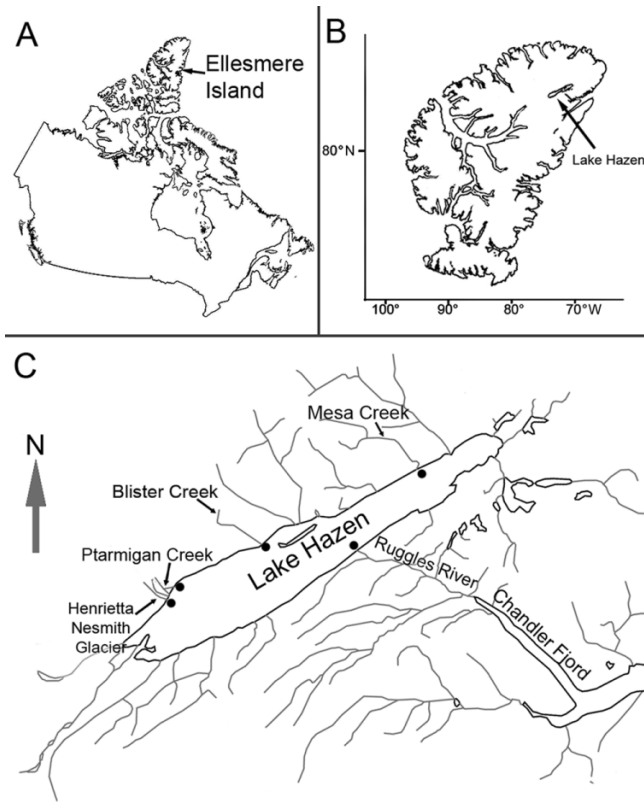 A
Ellesmere
Island
B
80°N
Lake Hazen
100°
90°
80°
70°W
C
N
Mesa Creek
Blister Creek
Lake Hazen
Ptarmigan Creek
Ruggles River
Henrietta
Nesmith
Glacier
Chandler Fjord